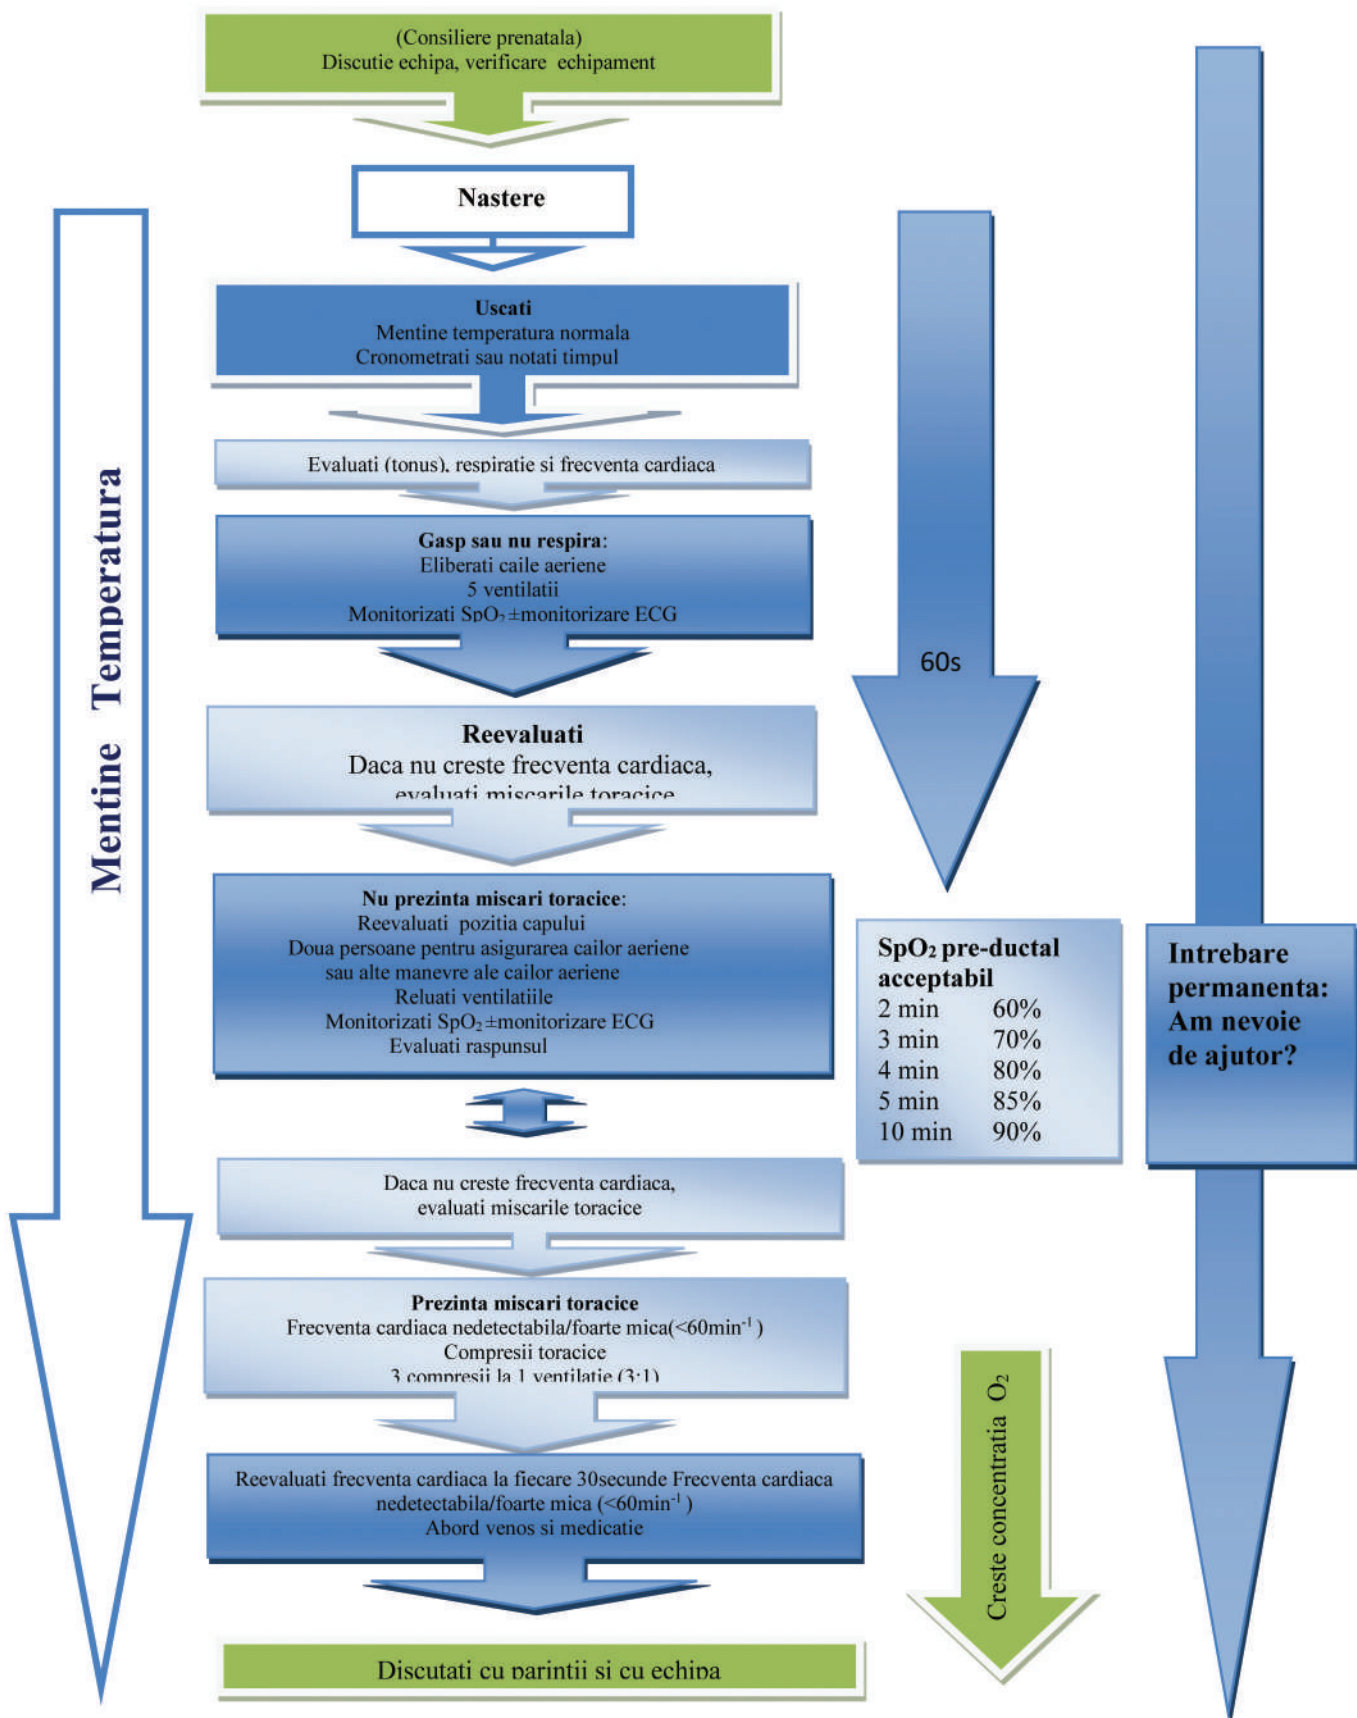 (Consiliere prenatala)
Discutie echipa, verificare echipament
Nastere
Uscati
Mentine temperatura normala
Cronometrati sau notati timpul
Evaluati (tonus), respiratie si frecventa cardiaca
Gasp sau nu respira:
Eliberati caile aeriene
5 ventilatii
Monitorizati SpO₂ ±monitorizare ECG
Reevaluati
Daca nu creste frecventa cardiaca,
evaluati miscarile toracice
Nu prezinta miscari toracice:
Reevaluati pozitia capului
Doua persoane pentru asigurarea cailor aeriene
sau alte manevre ale cailor aeriene
Reluati ventilatiile
Monitorizati SpO₂ ±monitorizare ECG
Evaluati raspunsul
Daca nu creste frecventa cardiaca,
evaluati miscarile toracice
Prezinta miscari toracice
Frecventa cardiaca nedetectabila/foarte mica(<60min⁻¹ )
Compresii toracice
3 compresii la 1 ventilatie (3:1)
Reevaluati frecventa cardiaca la fiecare 30secunde Frecventa cardiaca
nedetectabila/foarte mica (<60min⁻¹ )
Abord venos si medicatie
Discutati cu parintii si cu echipa
Mentine Temperatura
60s
SpO₂ pre-ductal
acceptabil
2 min 60%
3 min 70%
4 min 80%
5 min 85%
10 min 90%
Intrebare
permanenta:
Am nevoie
de ajutor?
Creste concentratia O₂